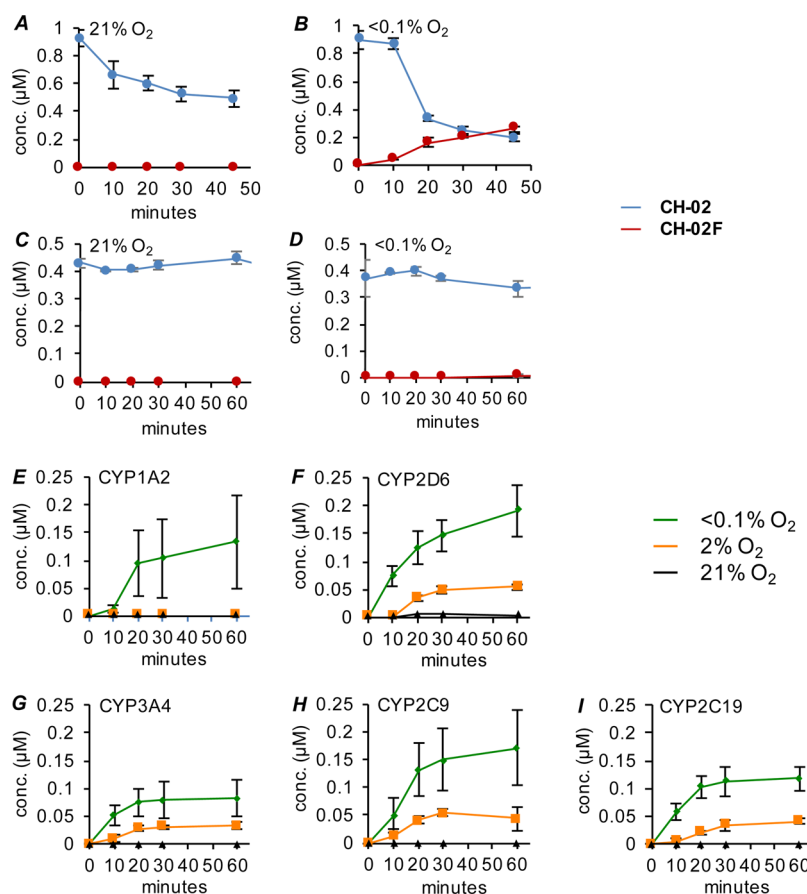 A 21% O2
conc. (µM)
1
0.8
0.6
0.4
0.2
0
0 10 20 30 40 50
minutes
B <0.1% O2
conc. (µM)
1
0.8
0.6
0.4
0.2
0
0 10 20 30 40 50
minutes
CH-02
CH-02F
C 21% O2
conc. (µM)
0.5
0.4
0.3
0.2
0.1
0
0 10 20 30 40 50 60
minutes
D <0.1% O2
conc. (µM)
0.5
0.4
0.3
0.2
0.1
0
0 10 20 30 40 50 60
minutes
E CYP1A2
conc. (µM)
0.25
0.2
0.15
0.1
0.05
0
0 10 20 30 40 50 60
minutes
F CYP2D6
conc. (µM)
0.25
0.2
0.15
0.1
0.05
0
0 10 20 30 40 50 60
minutes
<0.1% O2
2% O2
21% O2
G CYP3A4
conc. (µM)
0.25
0.2
0.15
0.1
0.05
0
0 10 20 30 40 50 60
minutes
H CYP2C9
conc. (µM)
0.25
0.2
0.15
0.1
0.05
0
0 10 20 30 40 50 60
minutes
I CYP2C19
conc. (µM)
0.25
0.2
0.15
0.1
0.05
0
0 10 20 30 40 50 60
minutes